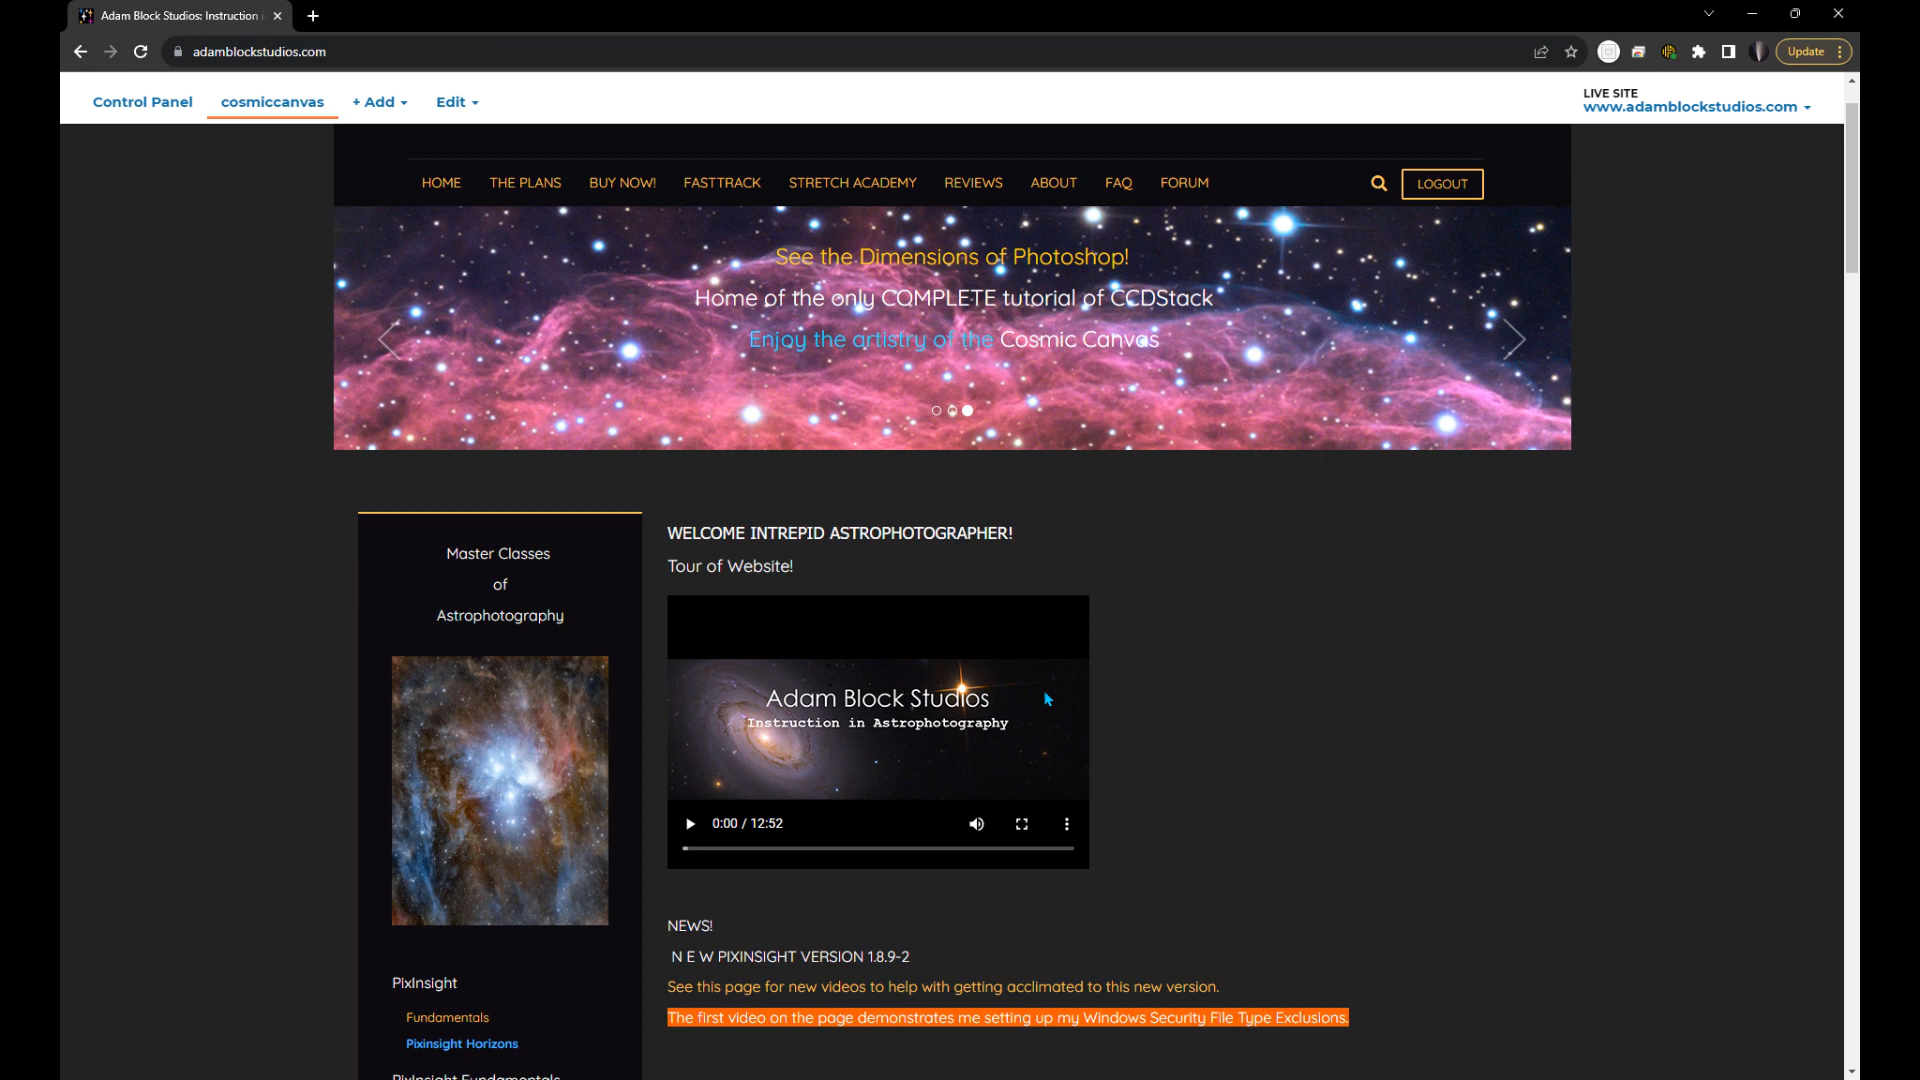 Adam Block Studios: Instruction i
adamblockstudios.com
Update
Control Panel
cosmiccanvas
+ Add
Edit
LIVE SITE
www.adamblockstudios.com
HOME
THE PLANS
BUY NOW!
FASTTRACK
STRETCH ACADEMY
REVIEWS
ABOUT
FAQ
FORUM
LOGOUT
See the Dimensions of Photoshop!
Home of the only COMPLETE tutorial of CCDStack
Enjoy the artistry of the Cosmic Canvas
Master Classes
of
Astrophotography
PixInsight
Fundamentals
Pixinsight Horizons
PixInsight Fundamentals
WELCOME INTREPID ASTROPHOTOGRAPHER!
Tour of Website!
Adam Block Studios
Instruction in Astrophotography
0:00 / 12:52
NEWS!
N E W PIXINSIGHT VERSION 1.8.9-2
See this page for new videos to help with getting acclimated to this new version.
The first video on the page demonstrates me setting up my Windows Security File Type Exclusions.